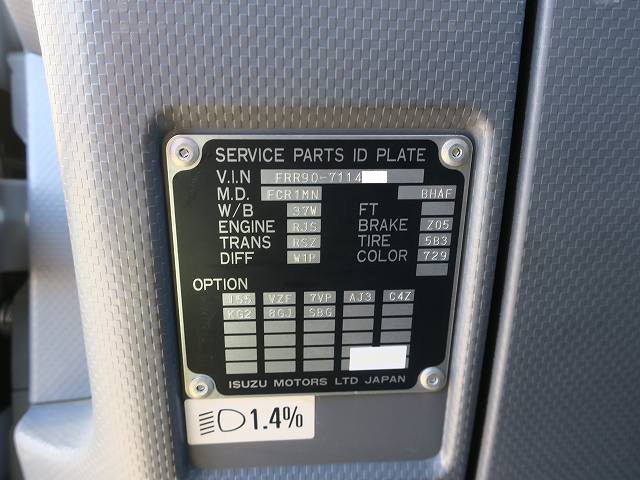 SERVICE PARTS ID PLATE
V.I.N FRR90-7114
M.D. FCR1MN BHAF
W/B 37W FT
ENGINE RJS BRAKE Z05
TRANS RSZ TIRE 5B3
DIFF W1P COLOR 729
OPTION
I55 VZF 7VP AJ3 C4Z
KG2 8GJ SBG
ISUZU MOTORS LTD JAPAN
1.4%